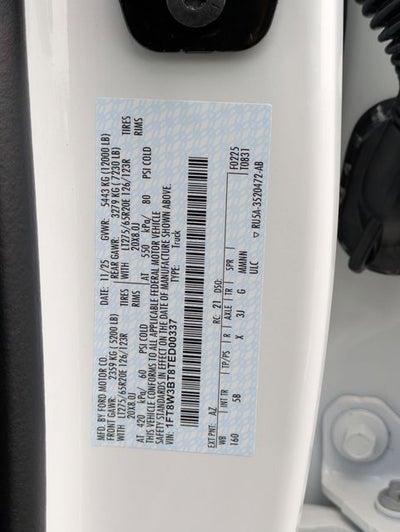 MFD. BY FORD MOTOR CO.
DATE: 11/25 GVWR: 5443 KG (12000 LB)
FRONT GAWR: 2359 KG (5200 LB) REAR GAWR: 3279 KG (7230 LB)
WITH LT275/65R20E 126/123R TIRES WITH LT275/65R20E 126/123R TIRES
20X8.0J RIMS 20X8.0J RIMS
AT 420 kPa/ 60 PSI COLD AT 550 kPa/ 80 PSI COLD
THIS VEHICLE CONFORMS TO ALL APPLICABLE FEDERAL MOTOR VEHICLE
SAFETY STANDARDS IN EFFECT ON THE DATE OF MANUFACTURE SHOWN ABOVE.
VIN: 1FT8W3BT8TED00337
TYPE: Truck
F0225
T0831
EXT PNT: AZ RC: 21 DSO:
WB INT TR TP/PS R AXLE TR SPR
160 5B X 3J G MMMNN
ULC
▽ RU5A-3520472-AB